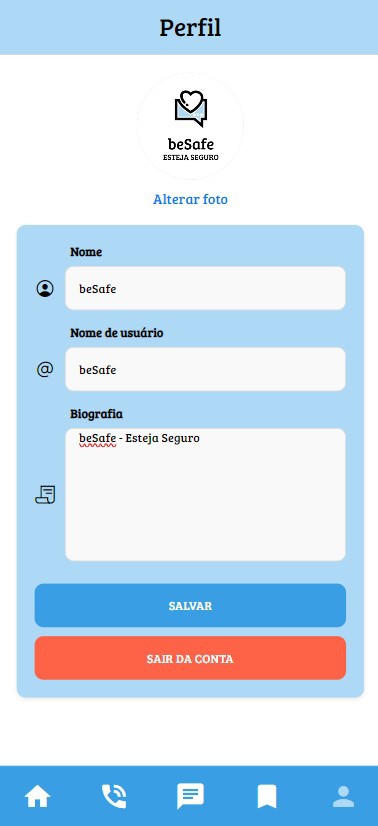 Perfil
beSafe
ESTEJA SEGURO
Alterar foto
Nome
beSafe
Nome de usuário
@ beSafe
Biografia
beSafe - Esteja Seguro
SALVAR
SAIR DA CONTA